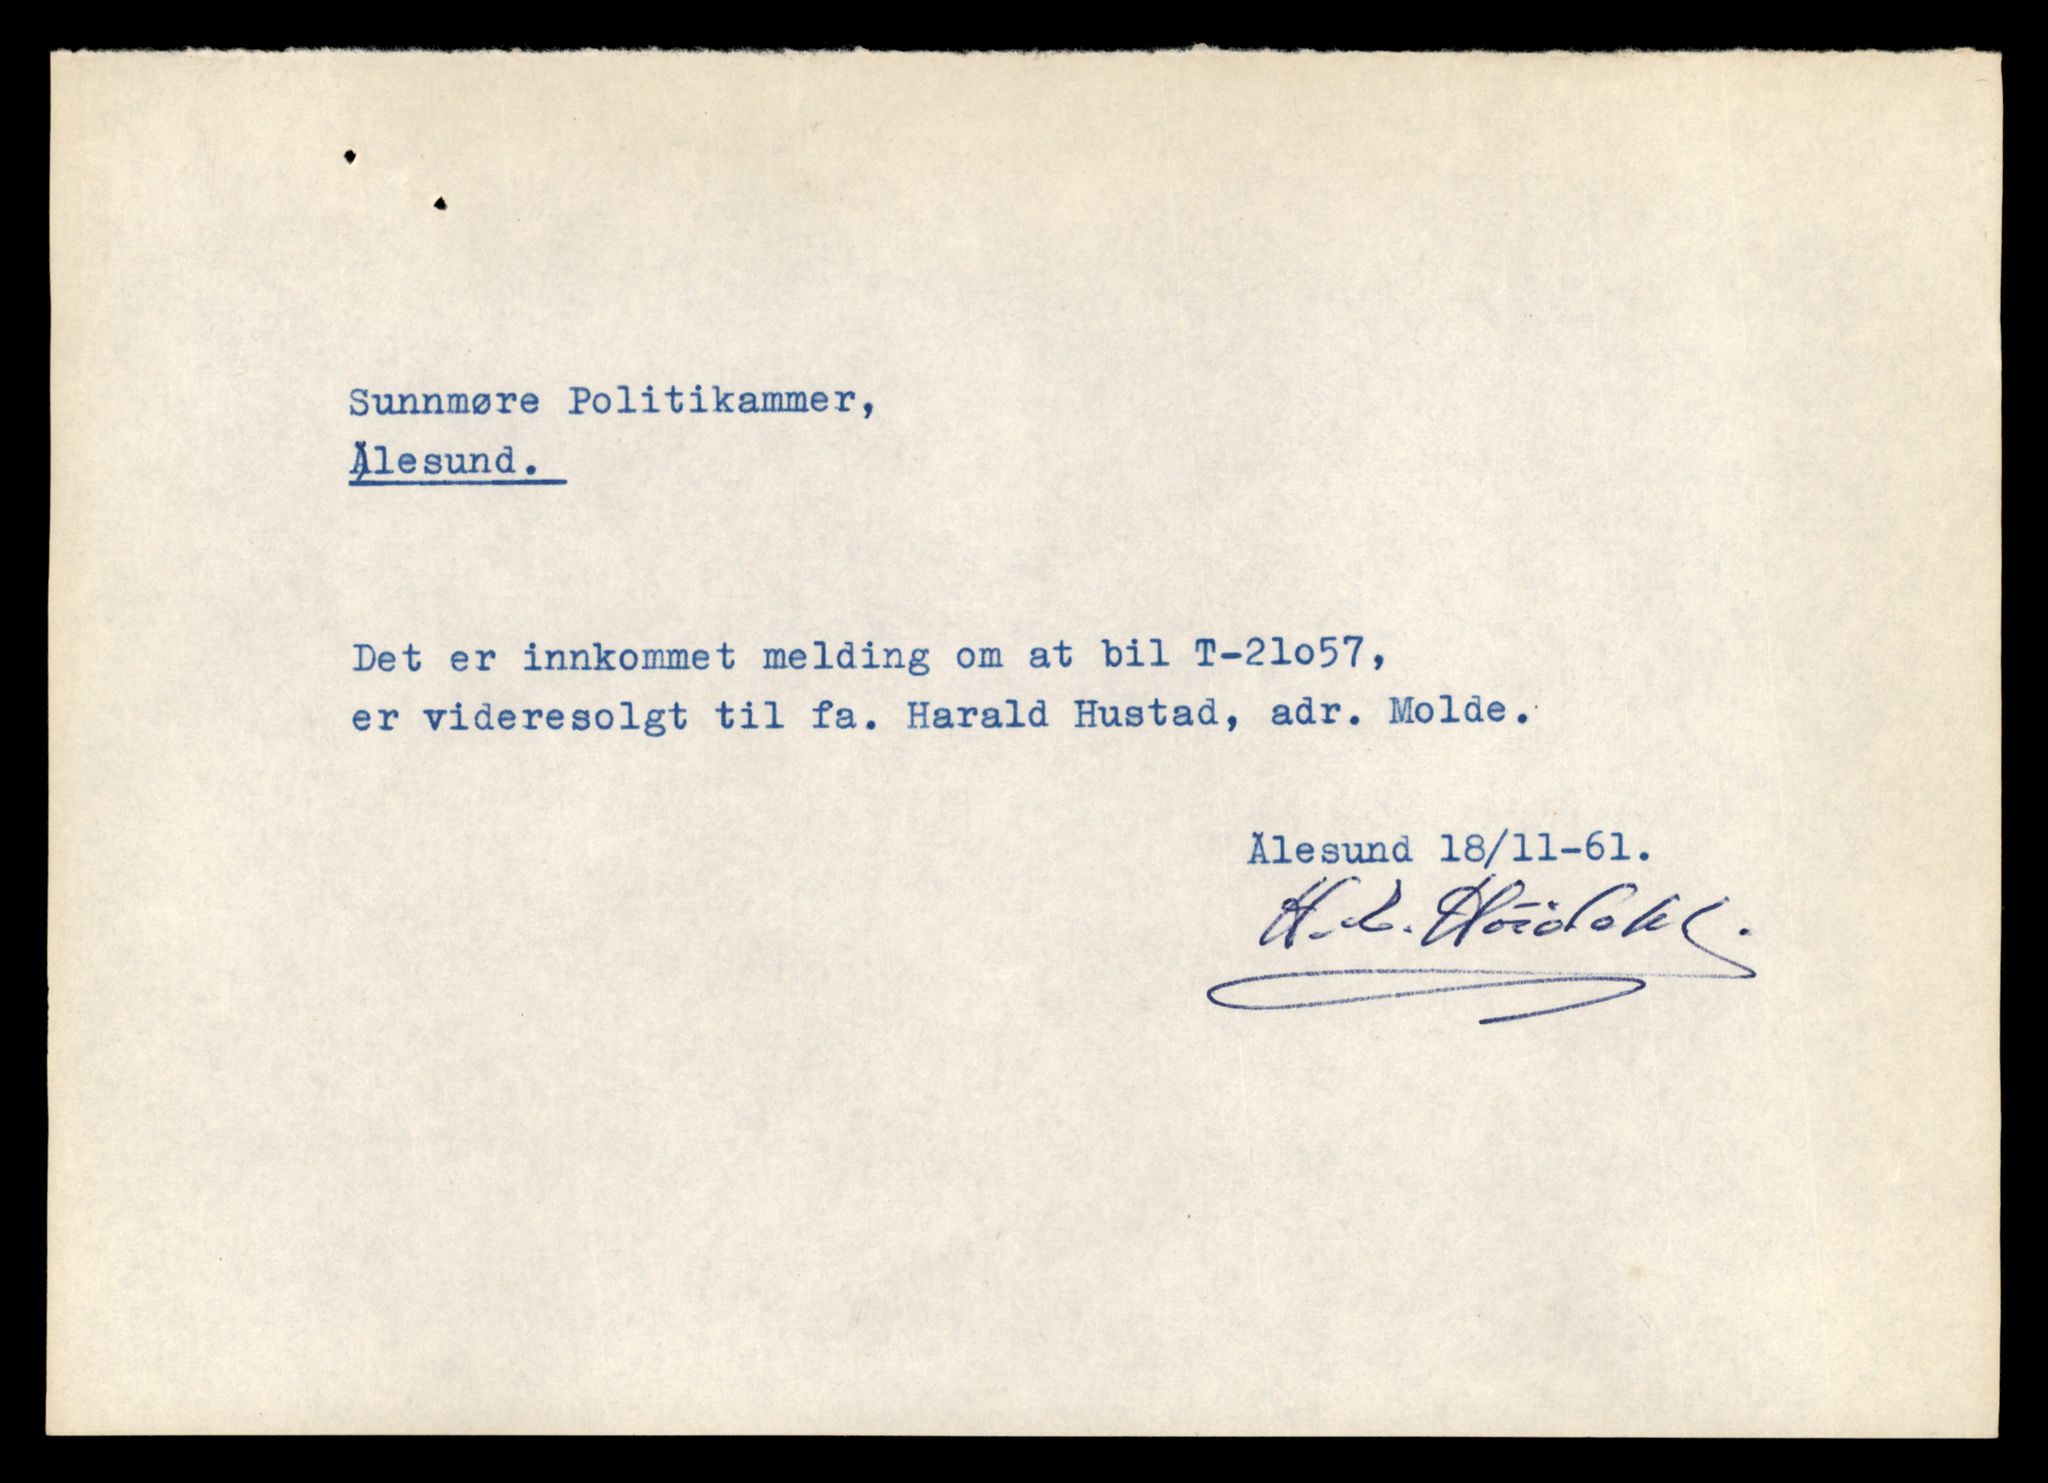 Sunnmøre Politikammer,
Ålesund.
Det er innkommet melding om at bil T-21o57,
er videresolgt til fa. Harald Hustad, adr. Molde.
Ålesund 18/11-61.